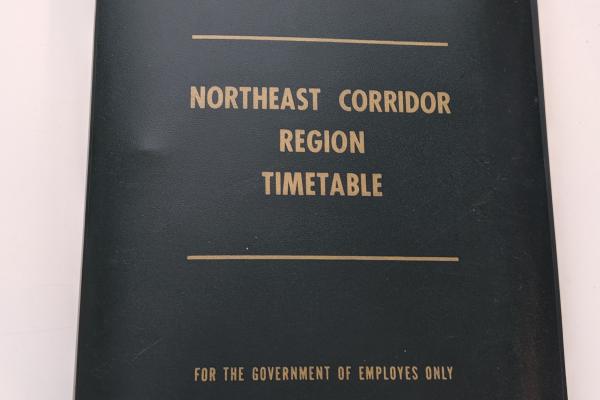 NORTHEAST CORRIDOR
REGION
TIMETABLE
FOR THE GOVERNMENT OF EMPLOYES ONLY